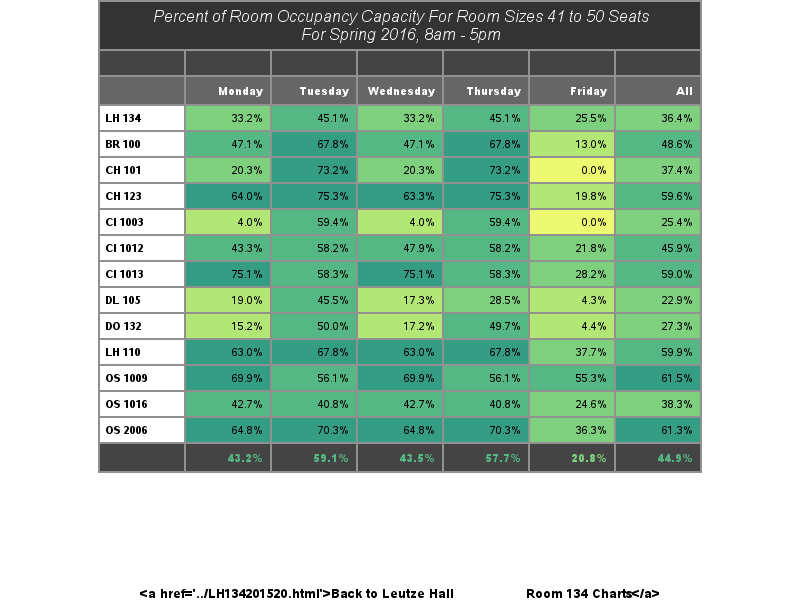 Percent of Room Occupancy Capacity For Room Sizes 41 to 50 Seats
For Spring 2016, 8am - 5pm
Monday Tuesday Wednesday Thursday Friday All
LH 134 33.2% 45.1% 33.2% 45.1% 25.5% 36.4%
BR 100 47.1% 67.8% 47.1% 67.8% 13.0% 48.6%
CH 101 20.3% 73.2% 20.3% 73.2% 0.0% 37.4%
CH 123 64.0% 75.3% 63.3% 75.3% 19.8% 59.6%
CI 1003 4.0% 59.4% 4.0% 59.4% 0.0% 25.4%
CI 1012 43.3% 58.2% 47.9% 58.2% 21.8% 45.9%
CI 1013 75.1% 58.3% 75.1% 58.3% 28.2% 59.0%
DL 105 19.0% 45.5% 17.3% 28.5% 4.3% 22.9%
DO 132 15.2% 50.0% 17.2% 49.7% 4.4% 27.3%
LH 110 63.0% 67.8% 63.0% 67.8% 37.7% 59.9%
OS 1009 69.9% 56.1% 69.9% 56.1% 55.3% 61.5%
OS 1016 42.7% 40.8% 42.7% 40.8% 24.6% 38.3%
OS 2006 64.8% 70.3% 64.8% 70.3% 36.3% 61.3%
43.2% 59.1% 43.5% 57.7% 20.8% 44.9%
<a href='../LH134201520.html'>Back to Leutze Hall Room 134 Charts</a>